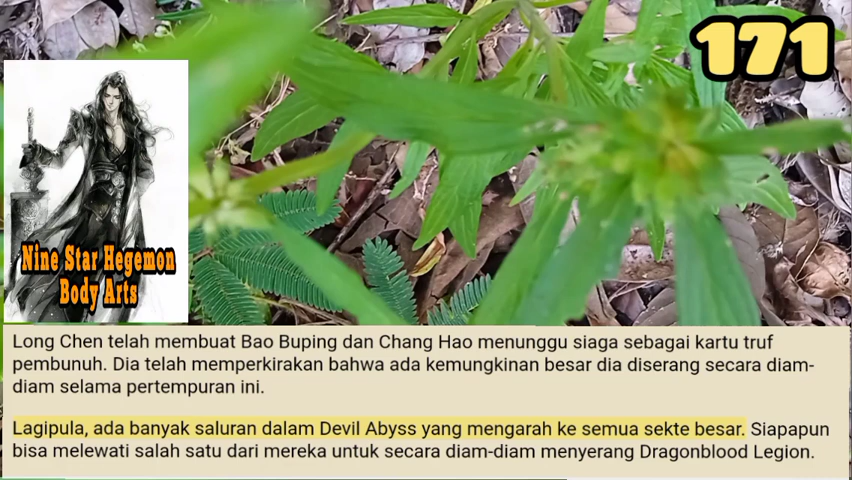 171
Nine Star Hegemon
Body Arts
Long Chen telah membuat Bao Buping dan Chang Hao menunggu siaga sebagai kartu truf
pembunuh. Dia telah memperkirakan bahwa ada kemungkinan besar dia diserang secara diam-
diam selama pertempuran ini.
Lagipula, ada banyak saluran dalam Devil Abyss yang mengarah ke semua sekte besar. Siapapun
bisa melewati salah satu dari mereka untuk secara diam-diam menyerang Dragonblood Legion.